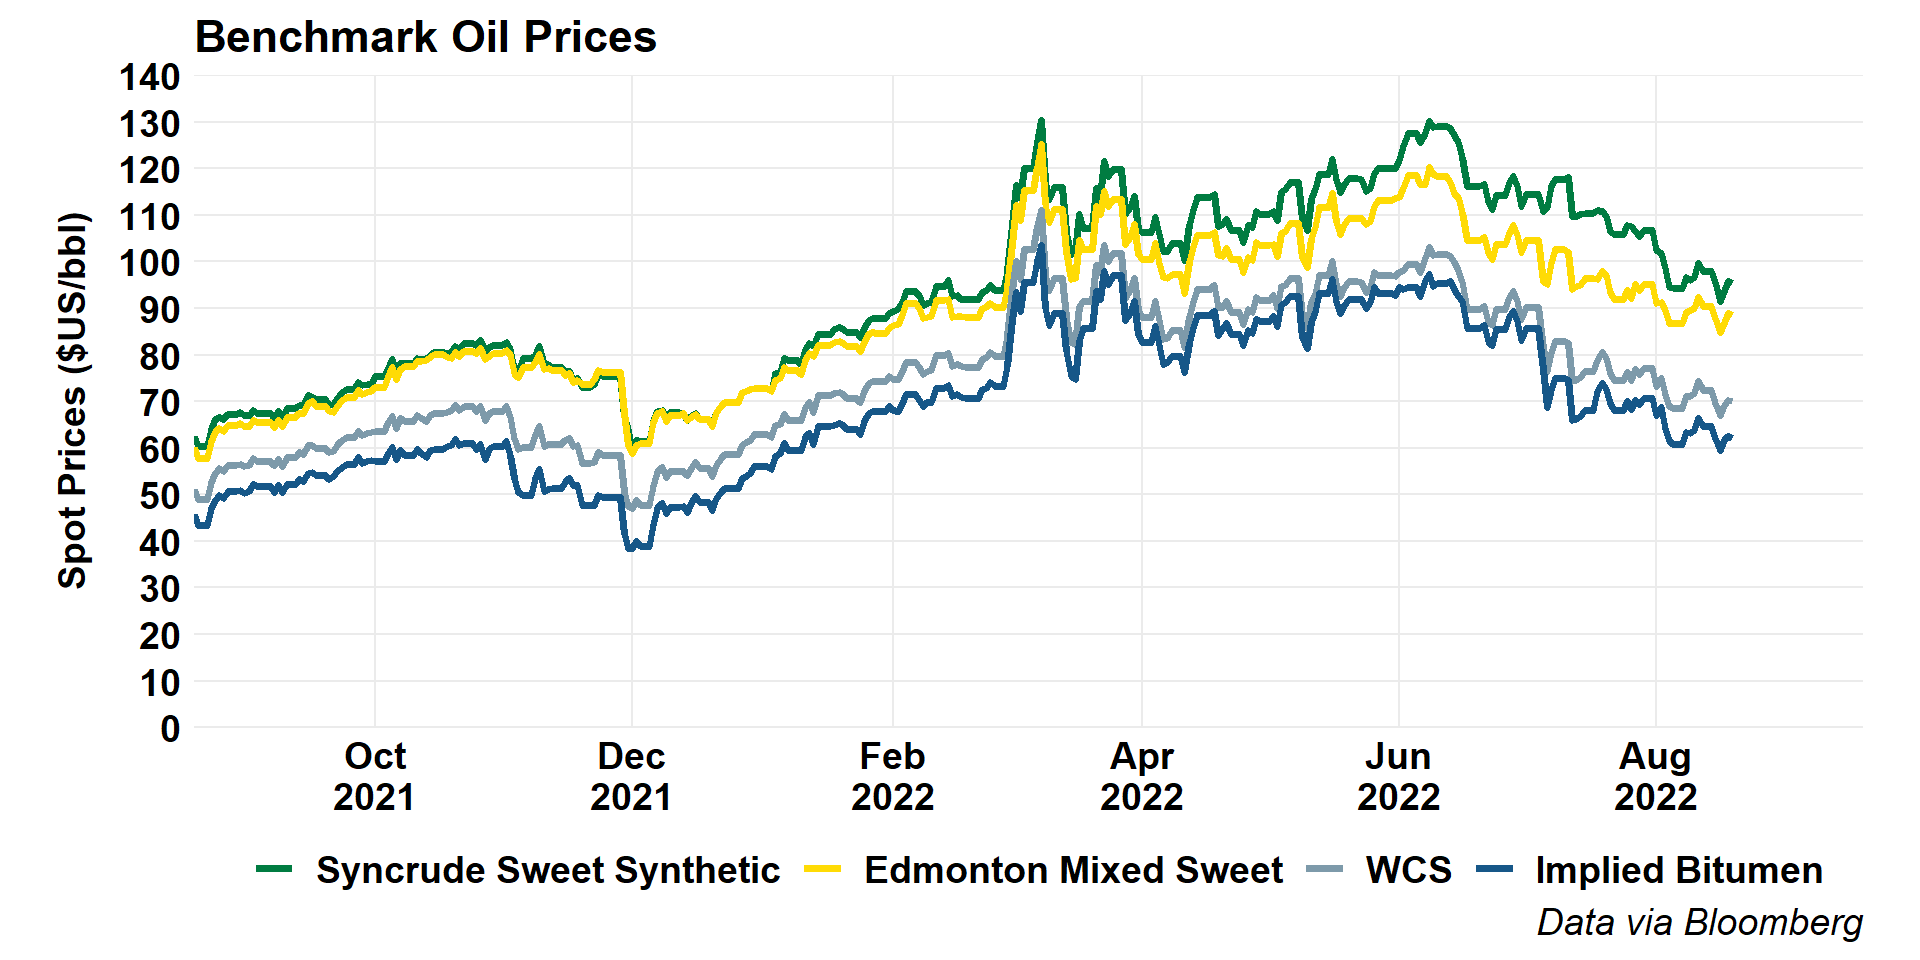 Benchmark Oil Prices
140
130
120
110
100
90
80
70
60
50
40
30
20
10
0
Spot Prices ($US/bbl)
Oct Dec Feb Apr Jun Aug
2021 2021 2022 2022 2022 2022
Syncrude Sweet Synthetic Edmonton Mixed Sweet WCS Implied Bitumen
Data via Bloomberg